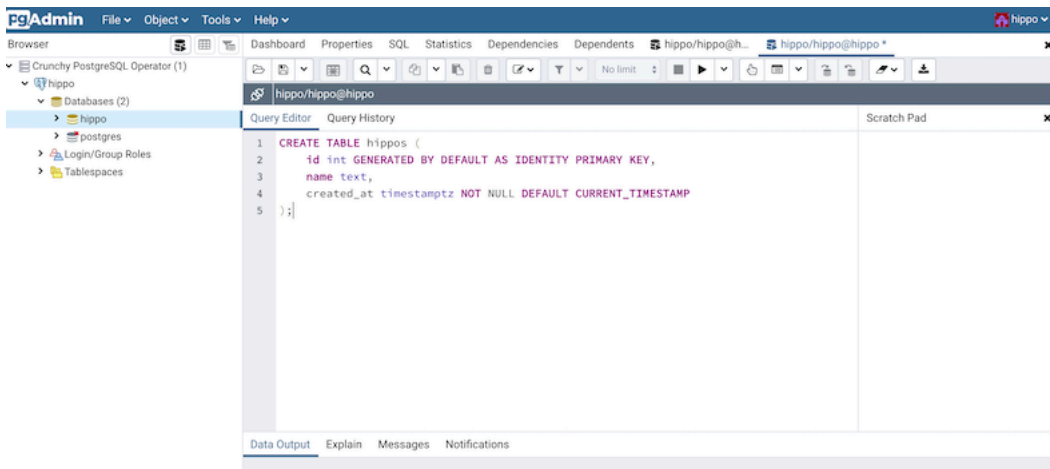 pgAdmin File Object Tools Help hippo
Browser Dashboard Properties SQL Statistics Dependencies Dependents hippo/hippo@h... hippo/hippo@hippo *
Crunchy PostgreSQL Operator (1)
hippo
Databases (2)
hippo
postgres
Login/Group Roles
Tablespaces
No limit
hippo/hippo@hippo
Query Editor Query History Scratch Pad
1 CREATE TABLE hippos (
2 id int GENERATED BY DEFAULT AS IDENTITY PRIMARY KEY,
3 name text,
4 created_at timestamptz NOT NULL DEFAULT CURRENT_TIMESTAMP
5 );
Data Output Explain Messages Notifications